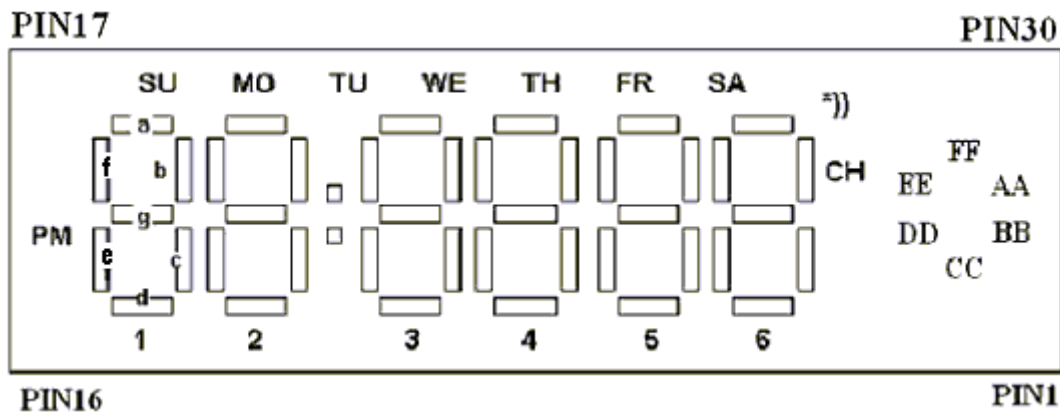 PIN17 PIN30
SU MO TU WE TH FR SA
*))
a
f b CH
FF
EE AA
g
PM
DD BB
e c
CC
d
1 2 3 4 5 6
PIN16 PIN1